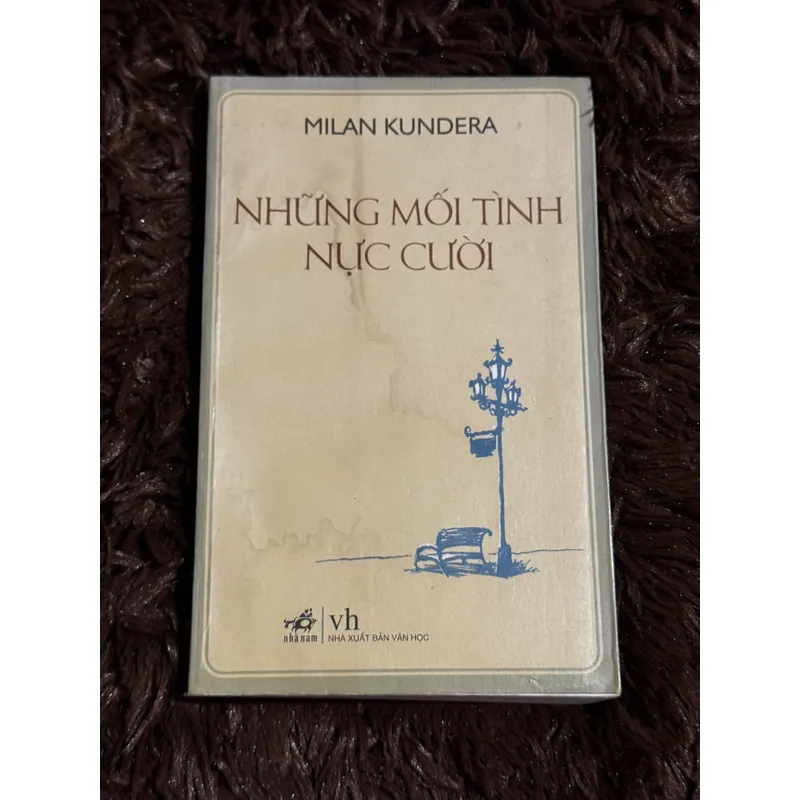 MILAN KUNDERA
NHỮNG MỐI TÌNH
NỰC CƯỜI
nhã nam
vh
NHÀ XUẤT BẢN VĂN HỌC